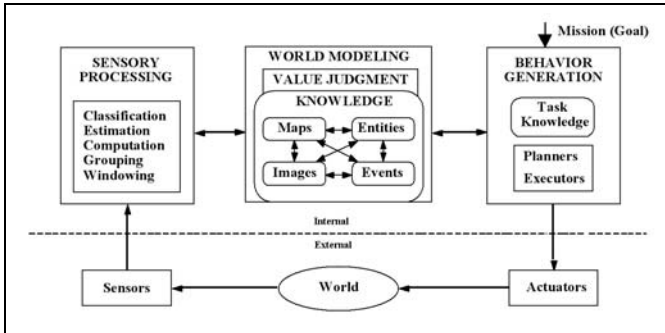 Mission (Goal)
SENSORY
PROCESSING
Classification
Estimation
Computation
Grouping
Windowing
WORLD MODELING
VALUE JUDGMENT
KNOWLEDGE
Maps
Entities
Images
Events
BEHAVIOR
GENERATION
Task
Knowledge
Planners
Executors
Internal
External
Sensors
World
Actuators